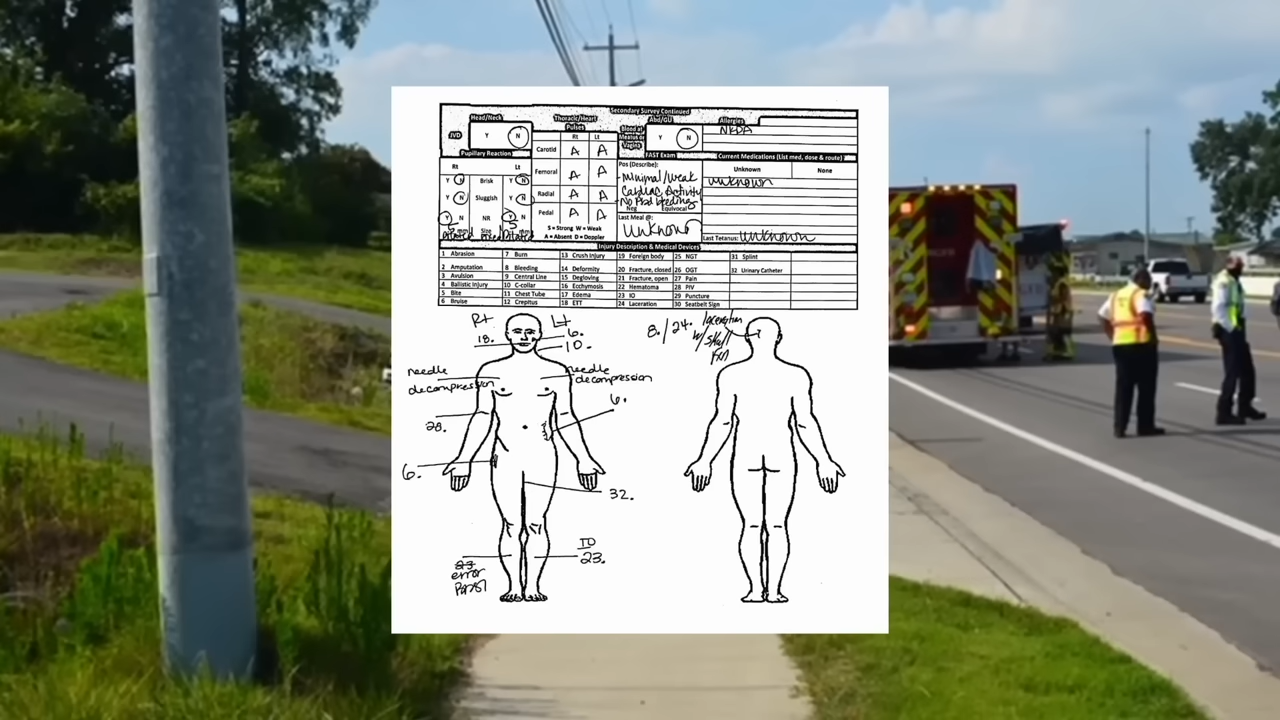 Secondary Survey Continued
Head/Neck
JVD
Y N
Pupillary Reaction
Rt Lt
Y N Brisk Y N
Y N Sluggish Y N
Y N NR Y N
5 Size 5
Dilated
Thoracic/Heart
Pulses
Rt Lt
Carotid A A
Femoral A A
Radial A A
Pedal A A
S = Strong W = Weak
A = Absent D = Doppler
Abd/GU
Blood at
Meatus or
Vagina
Y N
FAST Exam
Pos (Describe):
Minimal/weak
Cardiac Activity
No bleeding
Neg Equivocal
Last Meal @:
Unknown
Allergies
NKDA
Current Medications (List med, dose & route)
Unknown None
unknown
Last Tetanus: unknown
Injury Description & Medical Devices
1 Abrasion 7 Burn 13 Crush Injury 19 Foreign body 25 NGT 31 Splint
2 Amputation 8 Bleeding 14 Deformity 20 Fracture, closed 26 OGT 32 Urinary Catheter
3 Avulsion 9 Central Line 15 Degloving 21 Fracture, open 27 Pain
4 Ballistic Injury 10 C-collar 16 Ecchymosis 22 Hematoma 28 PIV
5 Bite 11 Chest Tube 17 Edema 23 IO 29 Puncture
6 Bruise 12 Crepitus 18 ETT 24 Laceration 30 Seatbelt Sign
Rt Lt
18. 6.
10.
8./24. laceration
w/skull
needle
decompression
needle
decompression
6.
28.
6.
32.
IO
23.
23
error